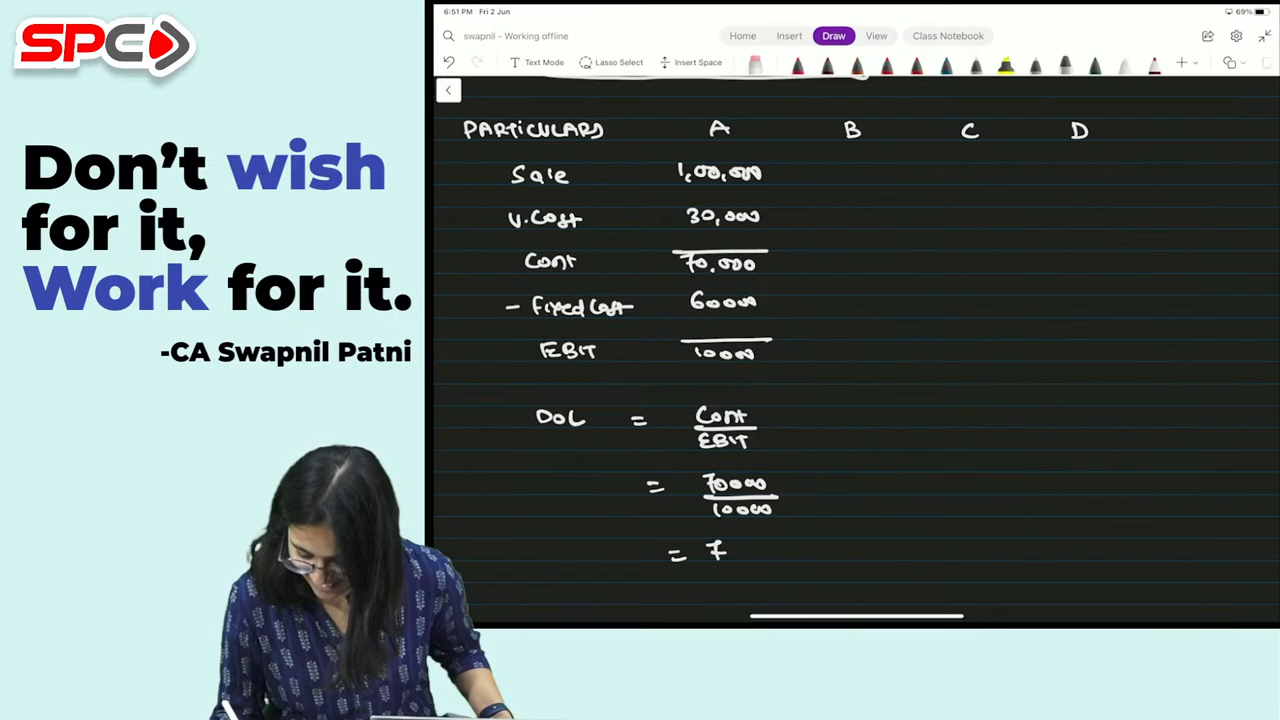 SPC
Don't wish
for it,
Work for it.
-CA Swapnil Patni
6:51 PM Fri 2 Jun
69%
swapnil - Working offline
Home Insert Draw View Class Notebook
Text Mode Lasso Select Insert Space
PARTICULARS A B C D
Sale 1,00,000
V.Cost 30,000
Cont 70,000
- Fixed Cost 60000
EBIT 10000
DOL = Cont
EBIT
= 70000
10000
= 7